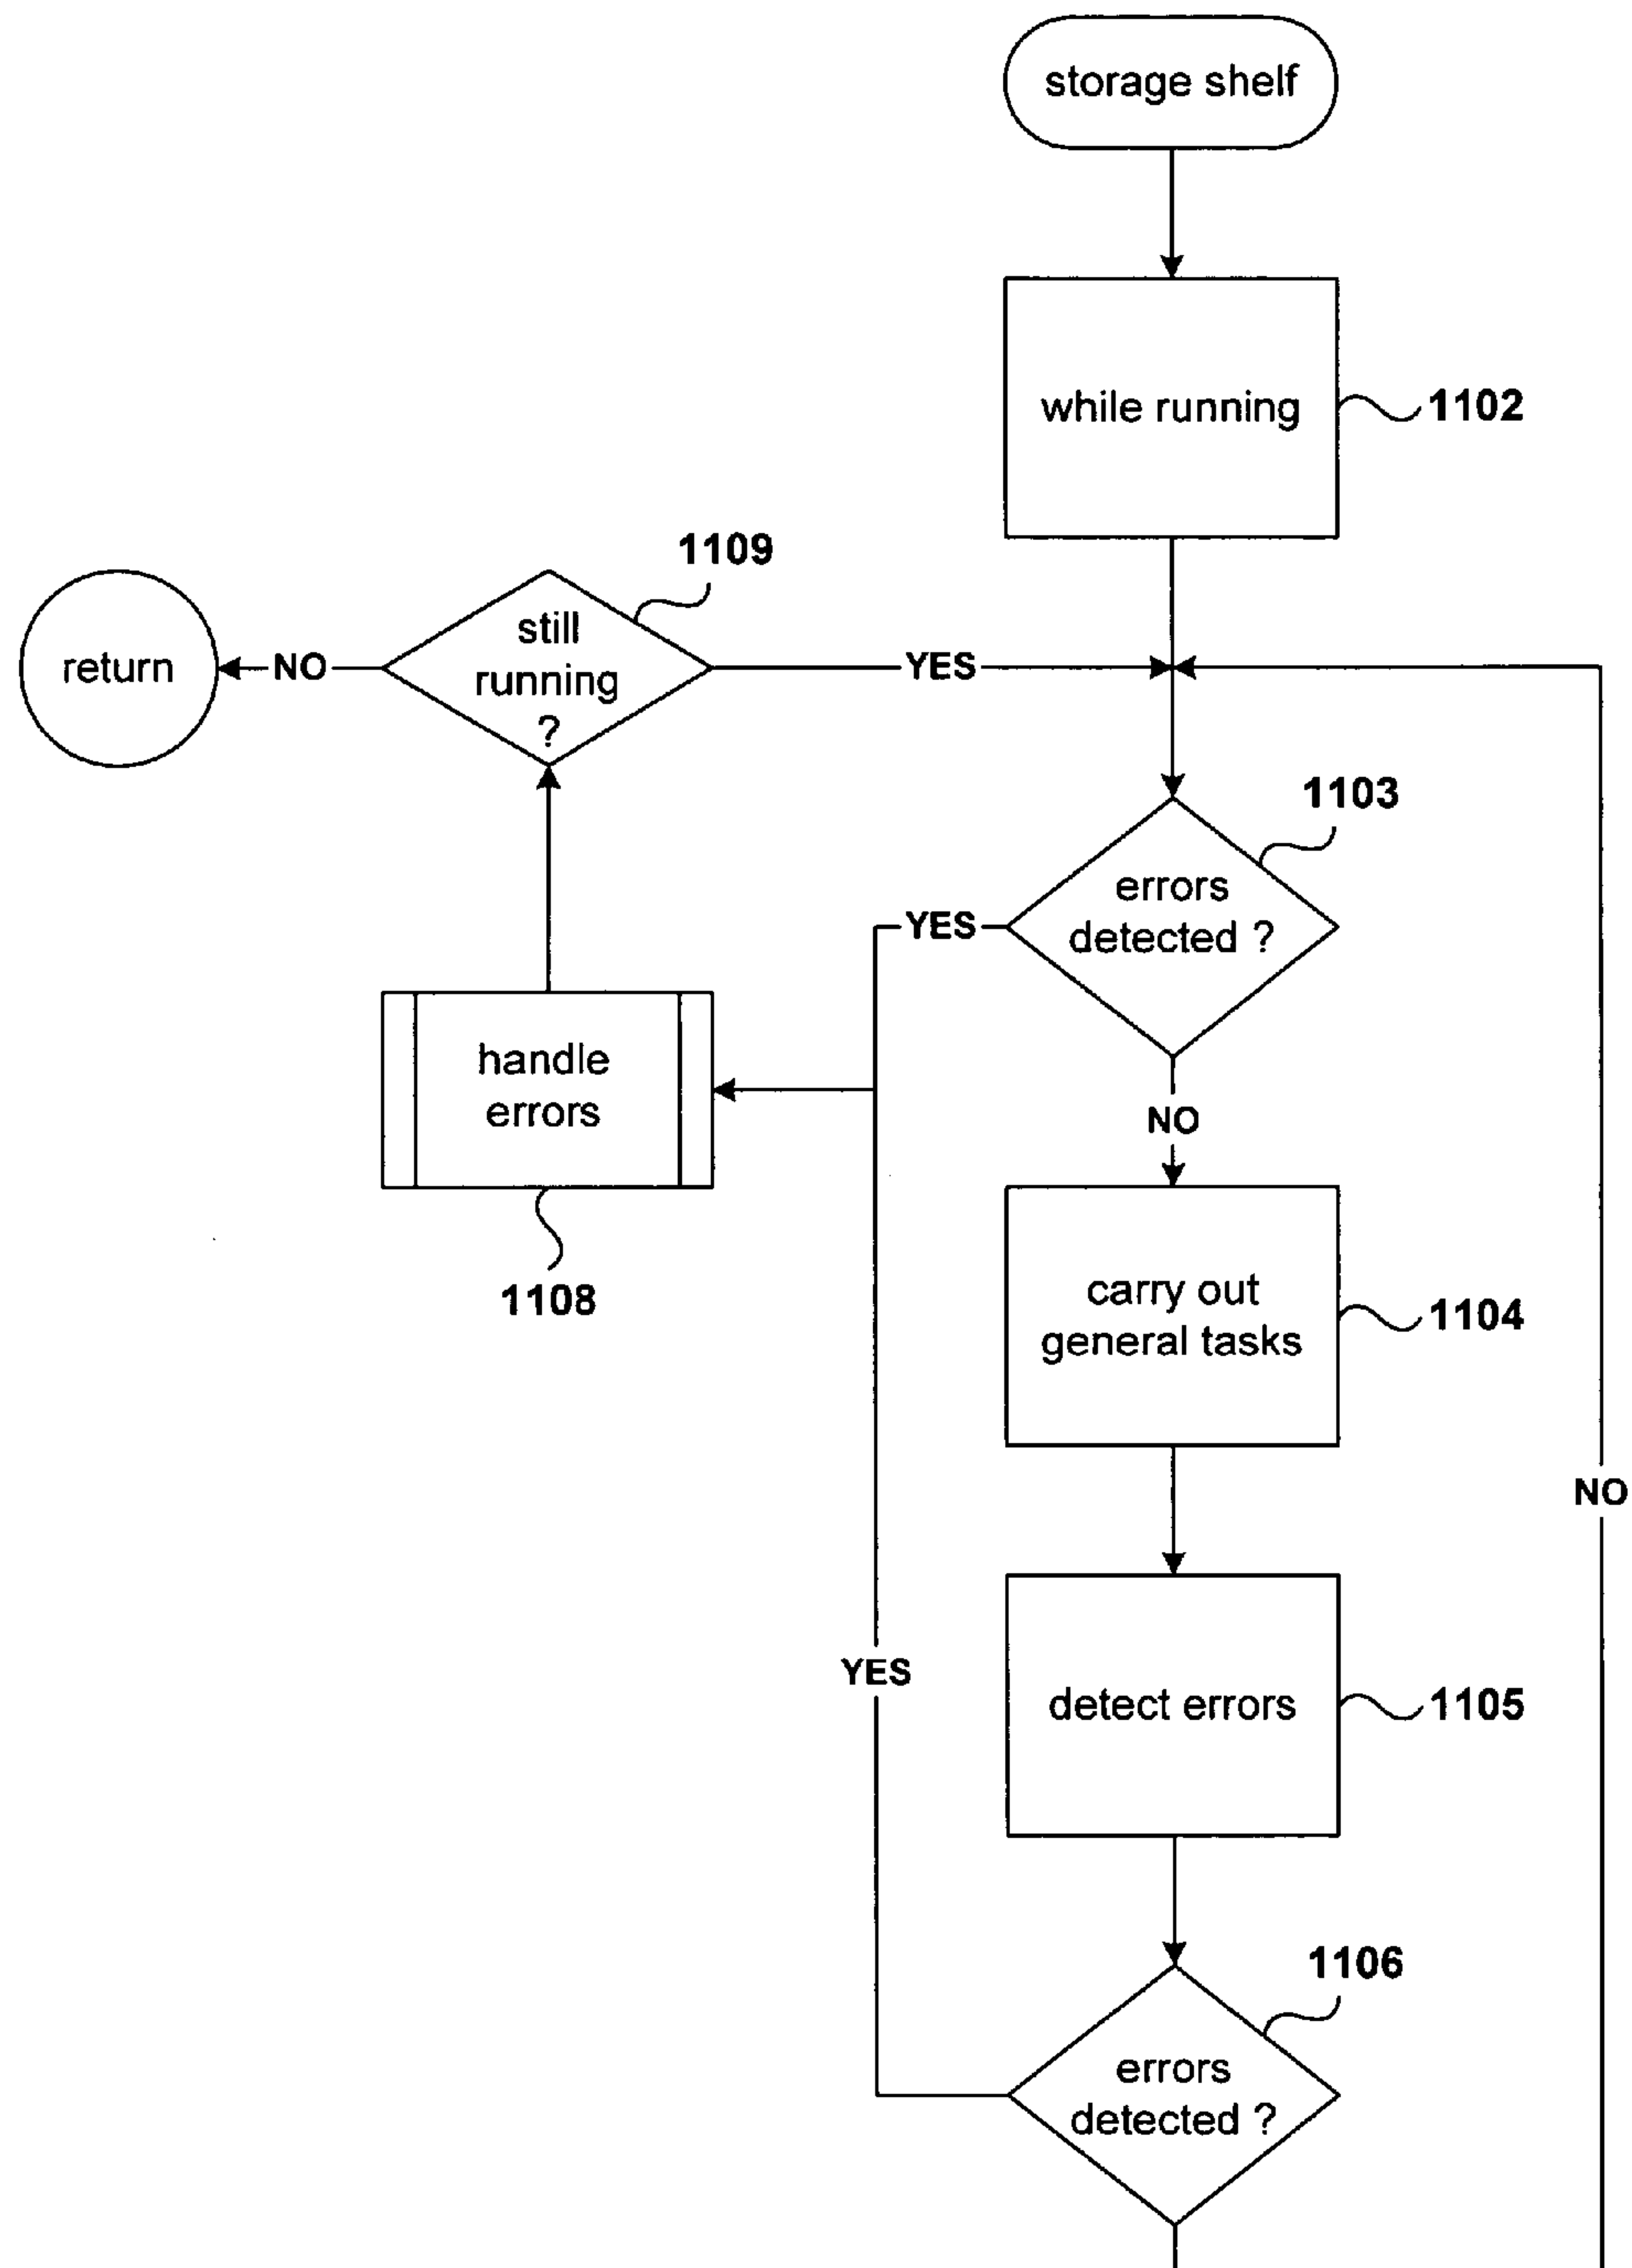 storage shelf
while running
1102
1109
still
running
?
return
NO
YES
1103
errors
detected ?
YES
handle
errors
NO
1108
carry out
general tasks
1104
NO
YES
detect errors
1105
1106
errors
detected ?